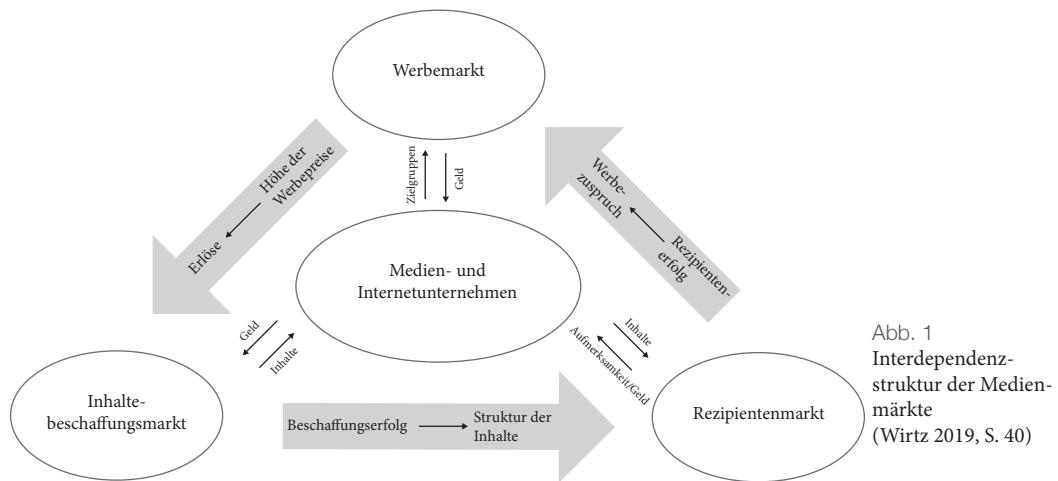 Werbemarkt
Höhe der
Werbepreise
Erlöse
Zielgruppen
Geld
Werbe-
zuspruch
Rezipienten-
erfolg
Medien- und
Internetunternehmen
Geld
Inhalte
Inhalte
Aufmerksamkeit/Geld
Inhalte-
beschaffungsmarkt
Beschaffungserfolg
Struktur der
Inhalte
Rezipientenmarkt
Abb. 1
Interdependenz-
struktur der Medien-
märkte
(Wirtz 2019, S. 40)